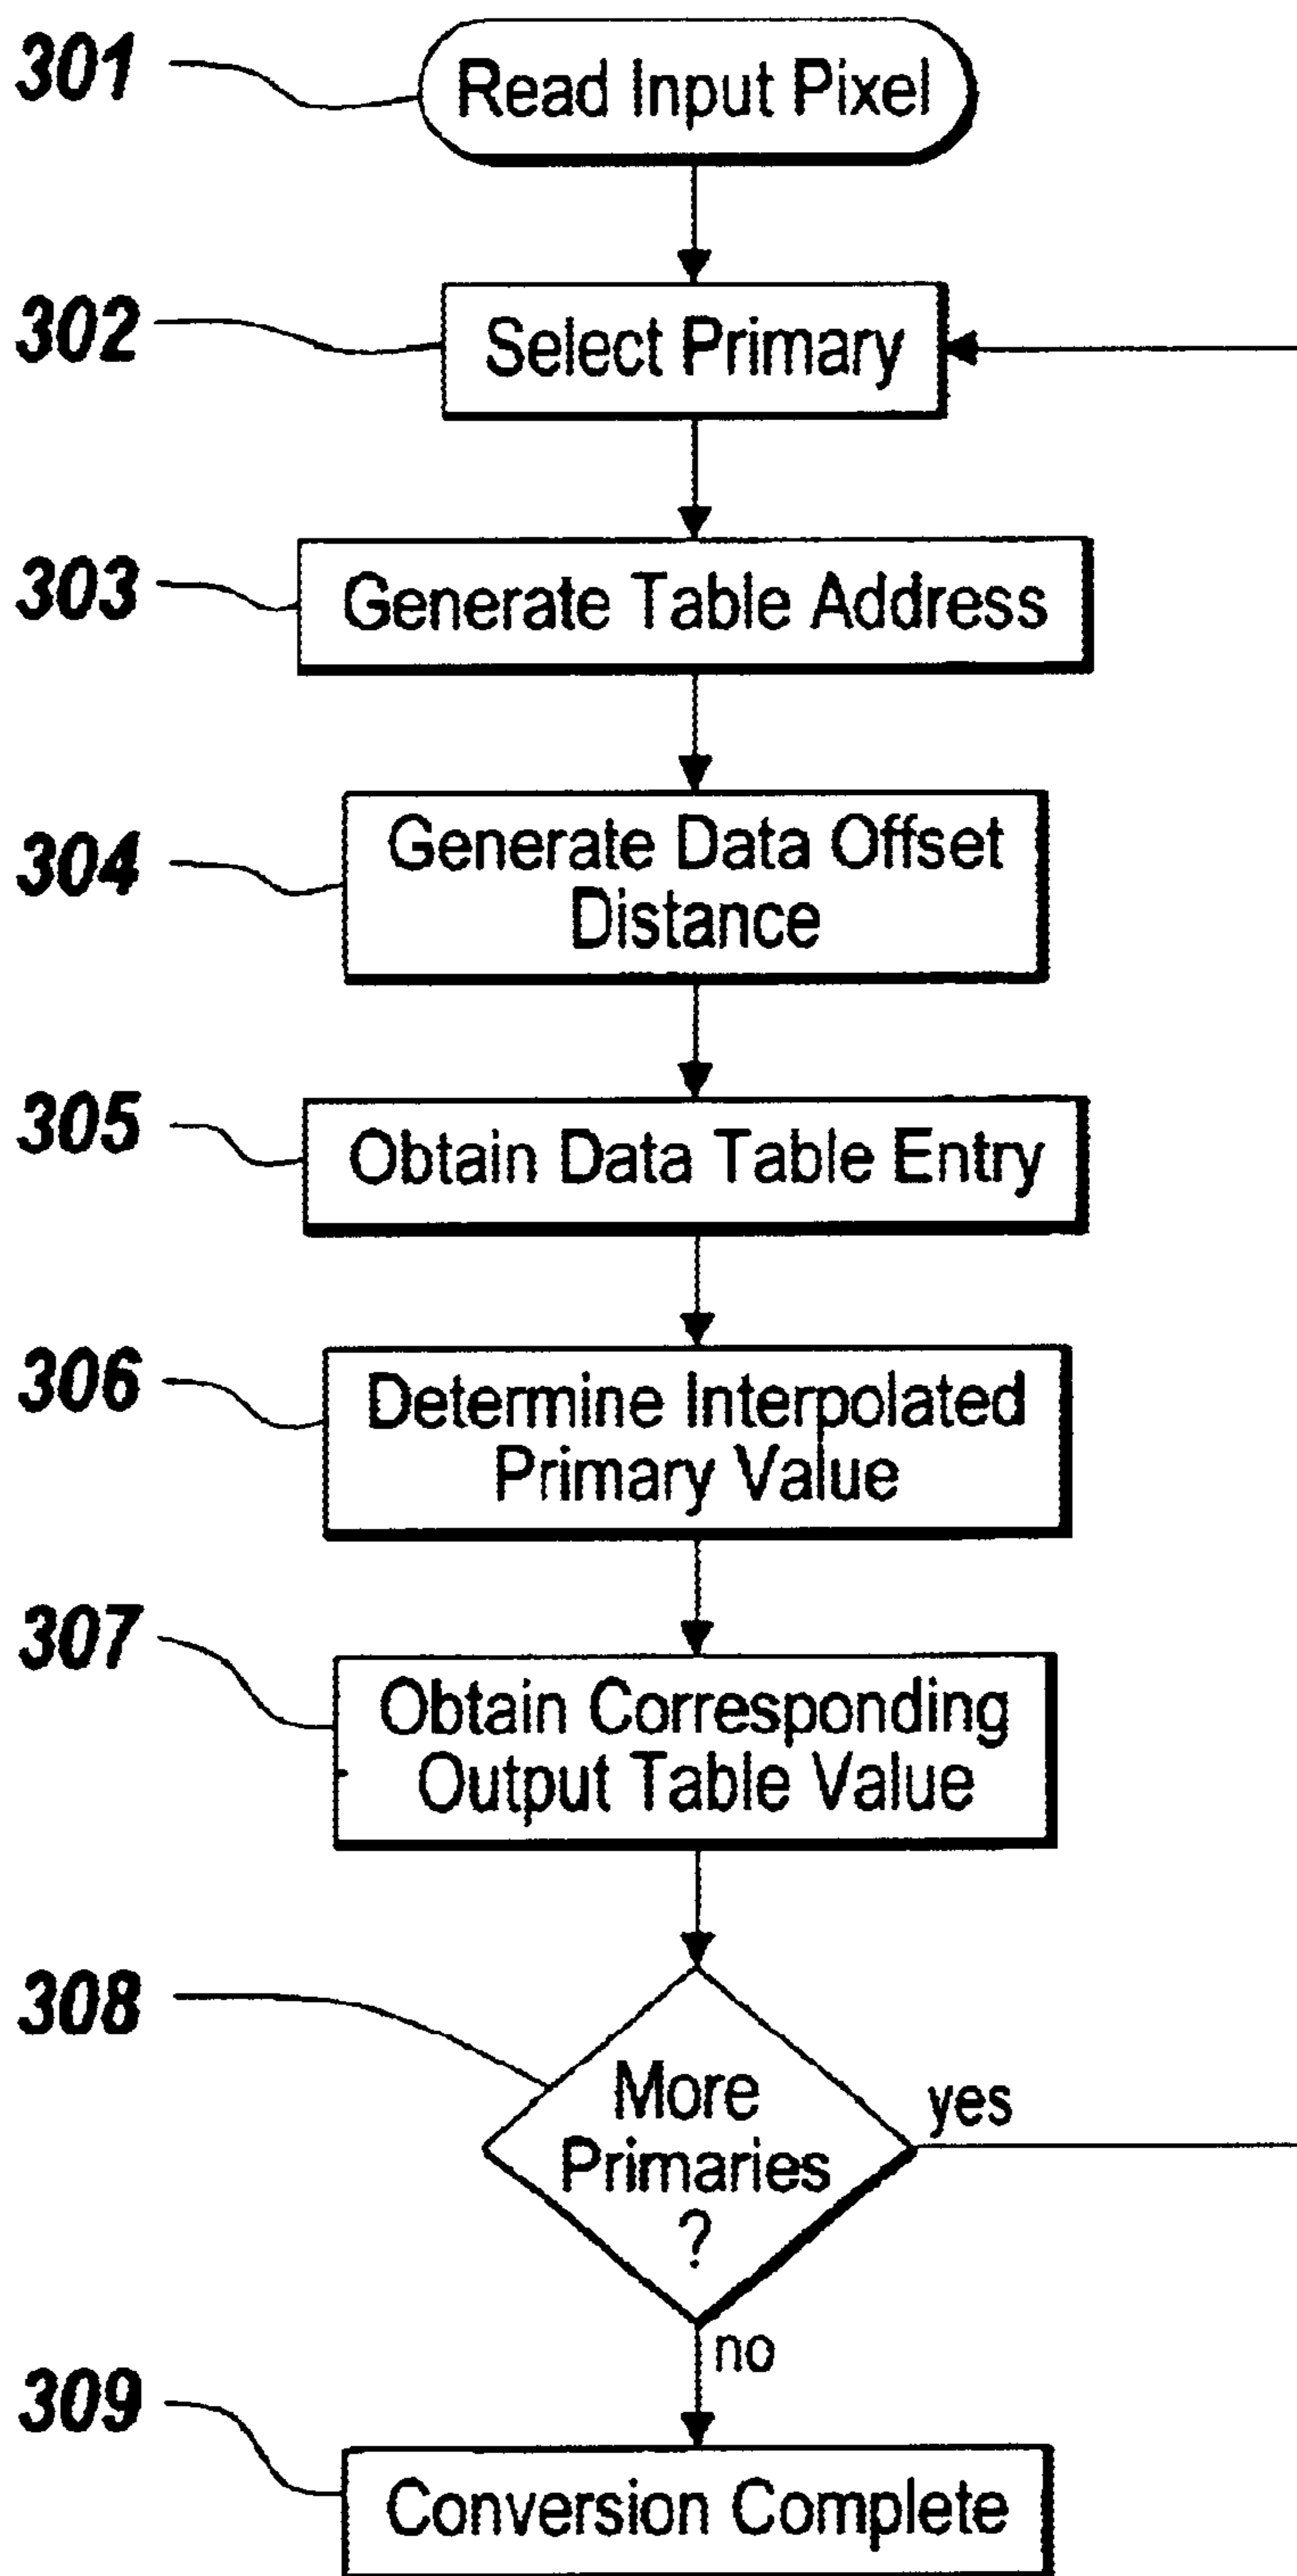 301
Read Input Pixel
302
Select Primary
303
Generate Table Address
304
Generate Data Offset
Distance
305
Obtain Data Table Entry
306
Determine Interpolated
Primary Value
307
Obtain Corresponding
Output Table Value
308
More
Primaries
?
yes
no
309
Conversion Complete